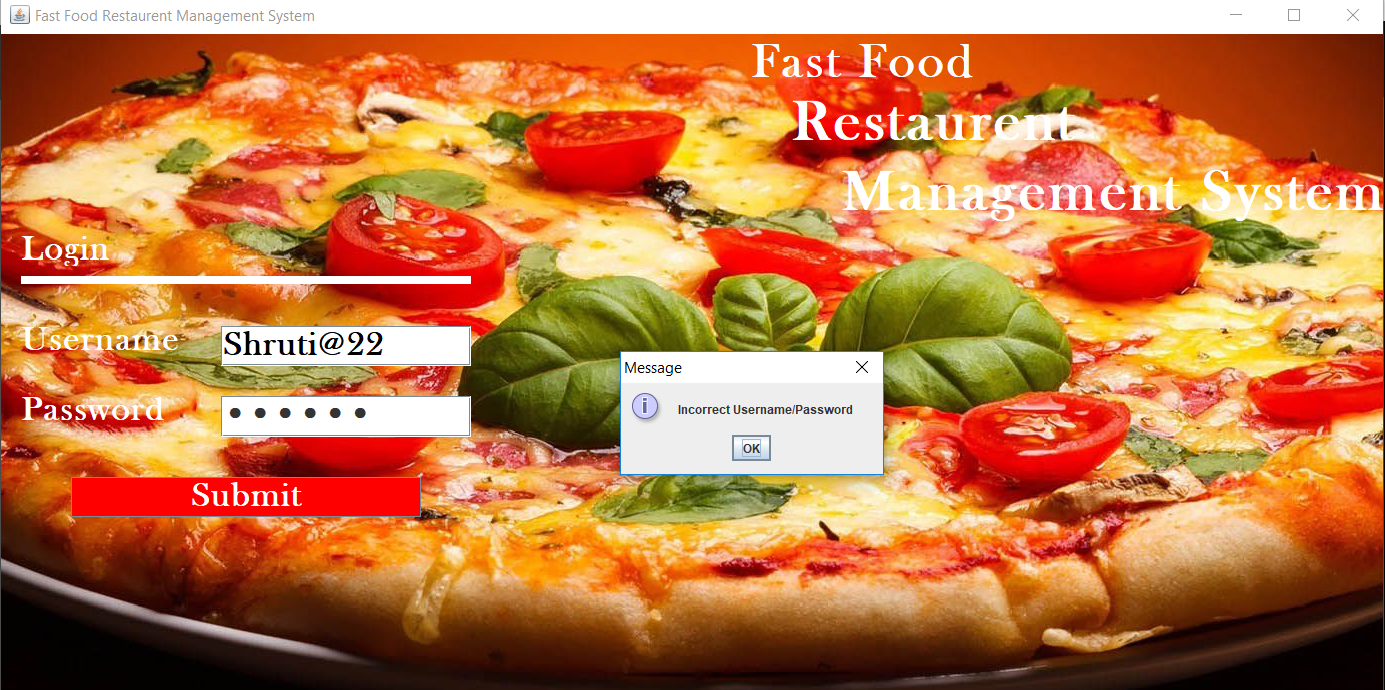 Fast Food Restaurent Management System
Fast Food
Restaurent
Management System
Login
Username Shruti@22
Password ••••••
Submit
Message
Incorrect Username/Password
OK